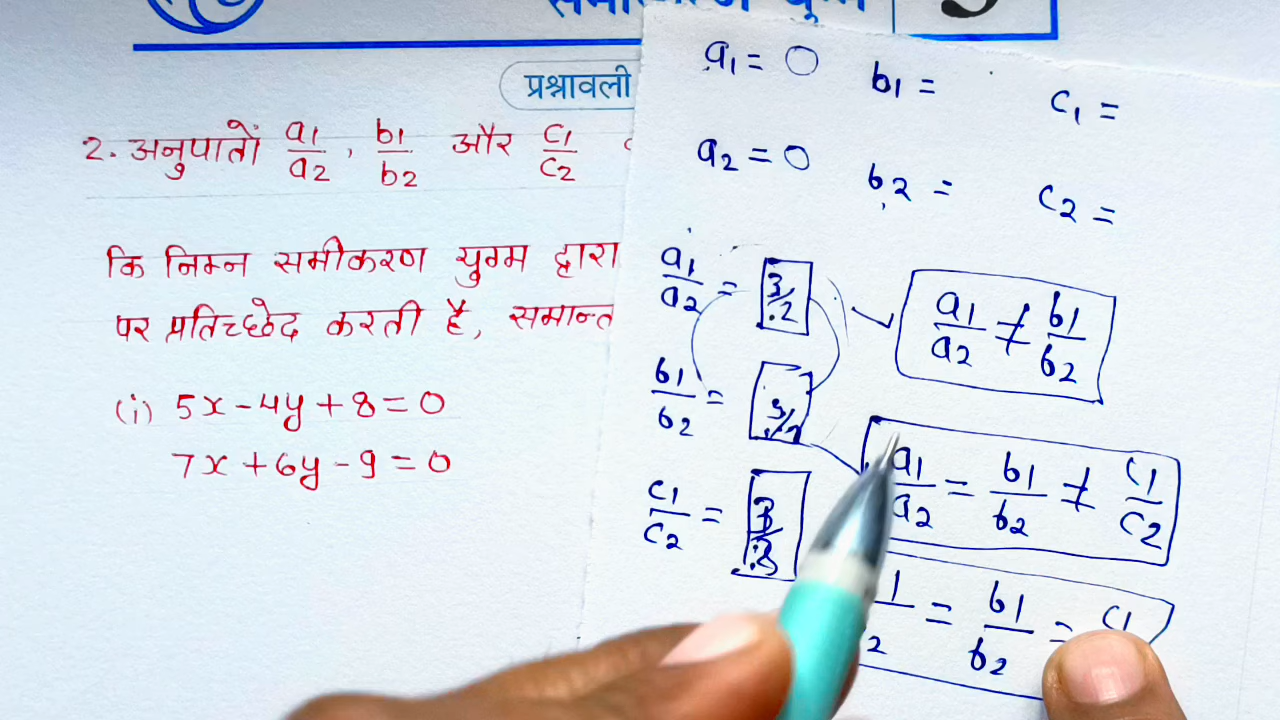 प्रश्नावली
2. अनुपातों a1/a2, b1/b2 और c1/c2
कि निम्न समीकरण युग्म द्वारा
पर प्रतिच्छेद करती है, समान्त
(i) 5x - 4y + 8 = 0
7x + 6y - 9 = 0
a1 = 0 b1 = c1 =
a2 = 0 b2 = c2 =
a1/a2 = 3/2
a1/a2 ≠ b1/b2
b1/b2 =
a1/a2 = b1/b2 ≠ c1/c2
c1/c2 =
= b1/b2 =